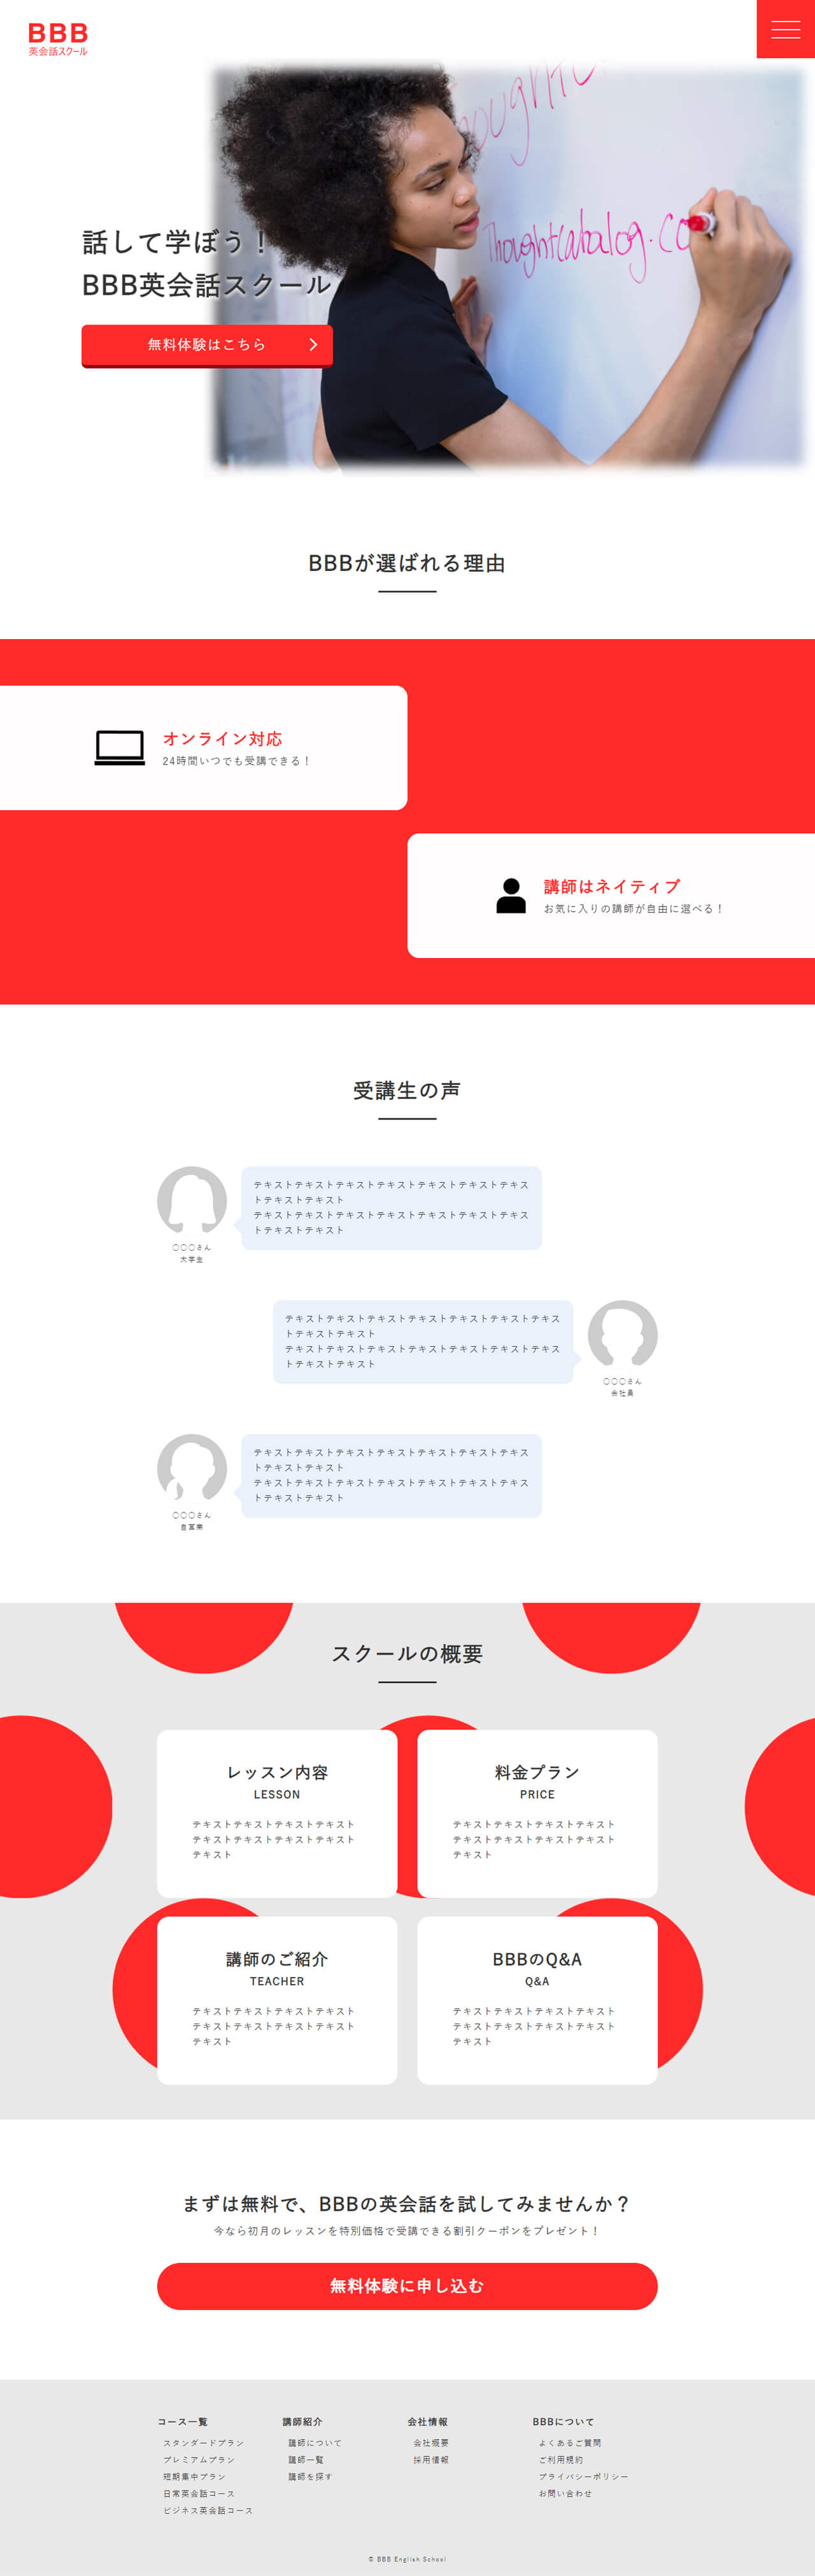 BBB
英会話スクール
Thoughtcatalog.co
話して学ぼう！
BBB英会話スクール
無料体験はこちら
BBBが選ばれる理由
オンライン対応
24時間いつでも受講できる！
講師はネイティブ
お気に入りの講師が自由に選べる！
受講生の声
テキストテキストテキストテキストテキストテキストテキス
トテキストテキスト
テキストテキストテキストテキストテキストテキストテキス
トテキストテキスト
〇〇〇さん
大学生
テキストテキストテキストテキストテキストテキストテキス
トテキストテキスト
テキストテキストテキストテキストテキストテキストテキス
トテキストテキスト
〇〇〇さん
会社員
テキストテキストテキストテキストテキストテキストテキス
トテキストテキスト
テキストテキストテキストテキストテキストテキストテキス
トテキストテキスト
〇〇〇さん
自営業
スクールの概要
レッスン内容
LESSON
テキストテキストテキストテキスト
テキストテキストテキストテキスト
テキスト
料金プラン
PRICE
テキストテキストテキストテキスト
テキストテキストテキストテキスト
テキスト
講師のご紹介
TEACHER
テキストテキストテキストテキスト
テキストテキストテキストテキスト
テキスト
BBBのQ&A
Q&A
テキストテキストテキストテキスト
テキストテキストテキストテキスト
テキスト
まずは無料で、BBBの英会話を試してみませんか？
今なら初月のレッスンを特別価格で受講できる割引クーポンをプレゼント！
無料体験に申し込む
コース一覧
スタンダードプラン
プレミアムプラン
短期集中プラン
日常英会話コース
ビジネス英会話コース
講師紹介
講師について
講師一覧
講師を探す
会社情報
会社概要
採用情報
BBBについて
よくあるご質問
ご利用規約
プライバシーポリシー
お問い合わせ
© BBB English School